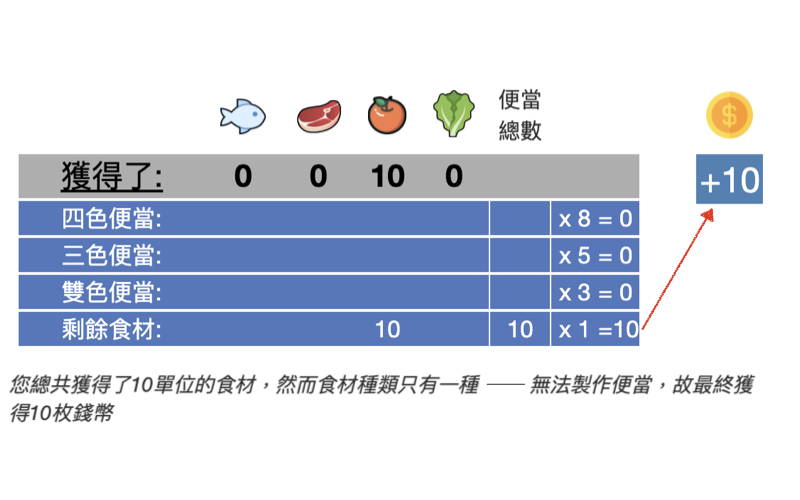 便當
總數
獲得了: 0 0 10 0
+10
四色便當: x 8 = 0
三色便當: x 5 = 0
雙色便當: x 3 = 0
剩餘食材: 10 10 x 1 =10
您總共獲得了10單位的食材，然而食材種類只有一種 —— 無法製作便當，故最終獲
得10枚錢幣